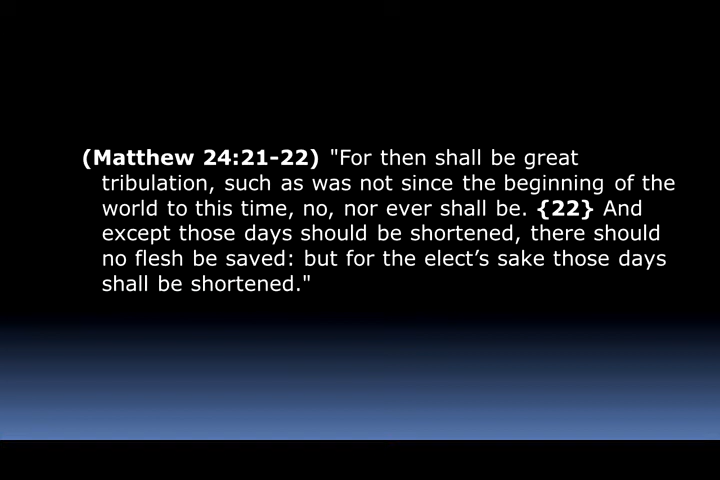 (Matthew 24:21-22) "For then shall be great
tribulation, such as was not since the beginning of the
world to this time, no, nor ever shall be. {22} And
except those days should be shortened, there should
no flesh be saved: but for the elect’s sake those days
shall be shortened."